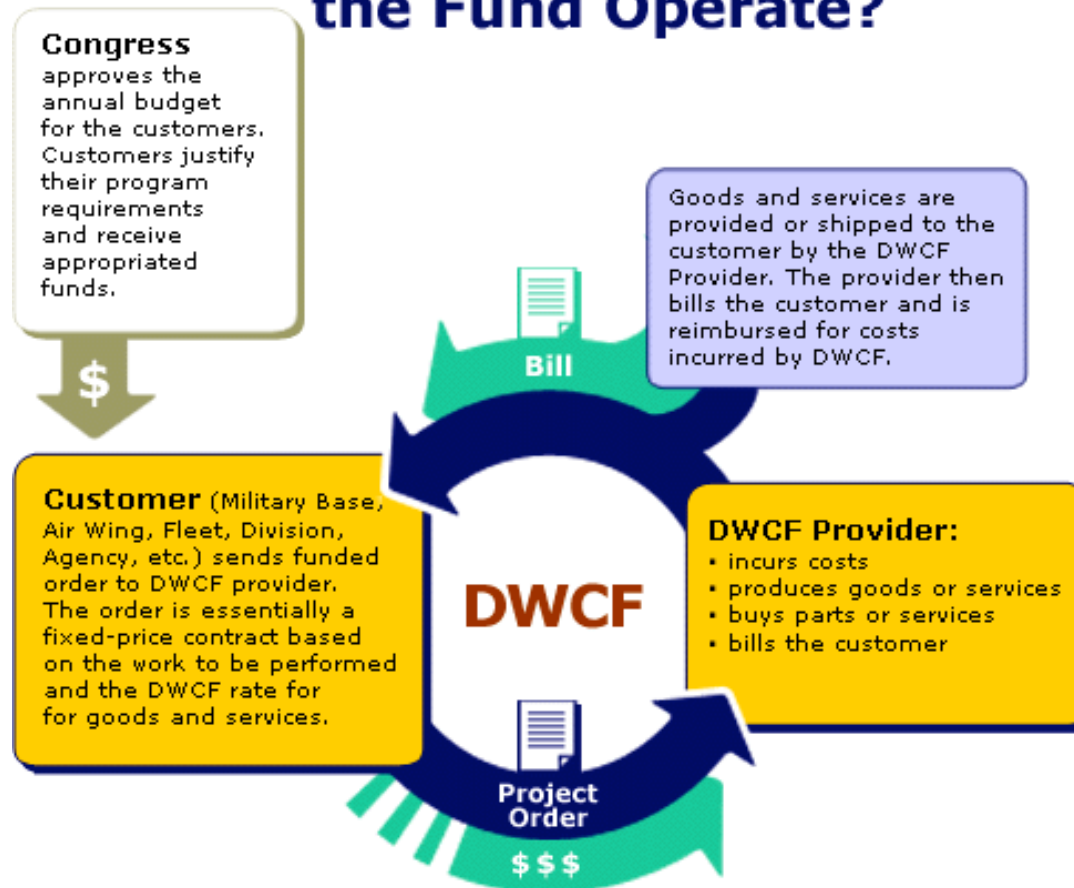 the Fund Operate?
Congress
approves the
annual budget
for the customers.
Customers justify
their program
requirements
and receive
appropriated
funds.
$
Goods and services are
provided or shipped to the
customer by the DWCF
Provider. The provider then
bills the customer and is
reimbursed for costs
incurred by DWCF.
Bill
Customer (Military Base,
Air Wing, Fleet, Division,
Agency, etc.) sends funded
order to DWCF provider.
The order is essentially a
fixed-price contract based
on the work to be performed
and the DWCF rate for
for goods and services.
DWCF
DWCF Provider:
• incurs costs
• produces goods or services
• buys parts or services
• bills the customer
Project
Order
$$$